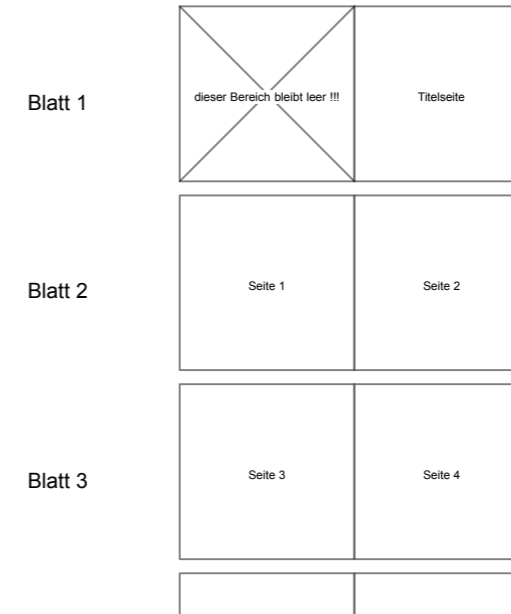 Blatt 1
dieser Bereich bleibt leer !!!
Titelseite
Blatt 2
Seite 1
Seite 2
Blatt 3
Seite 3
Seite 4